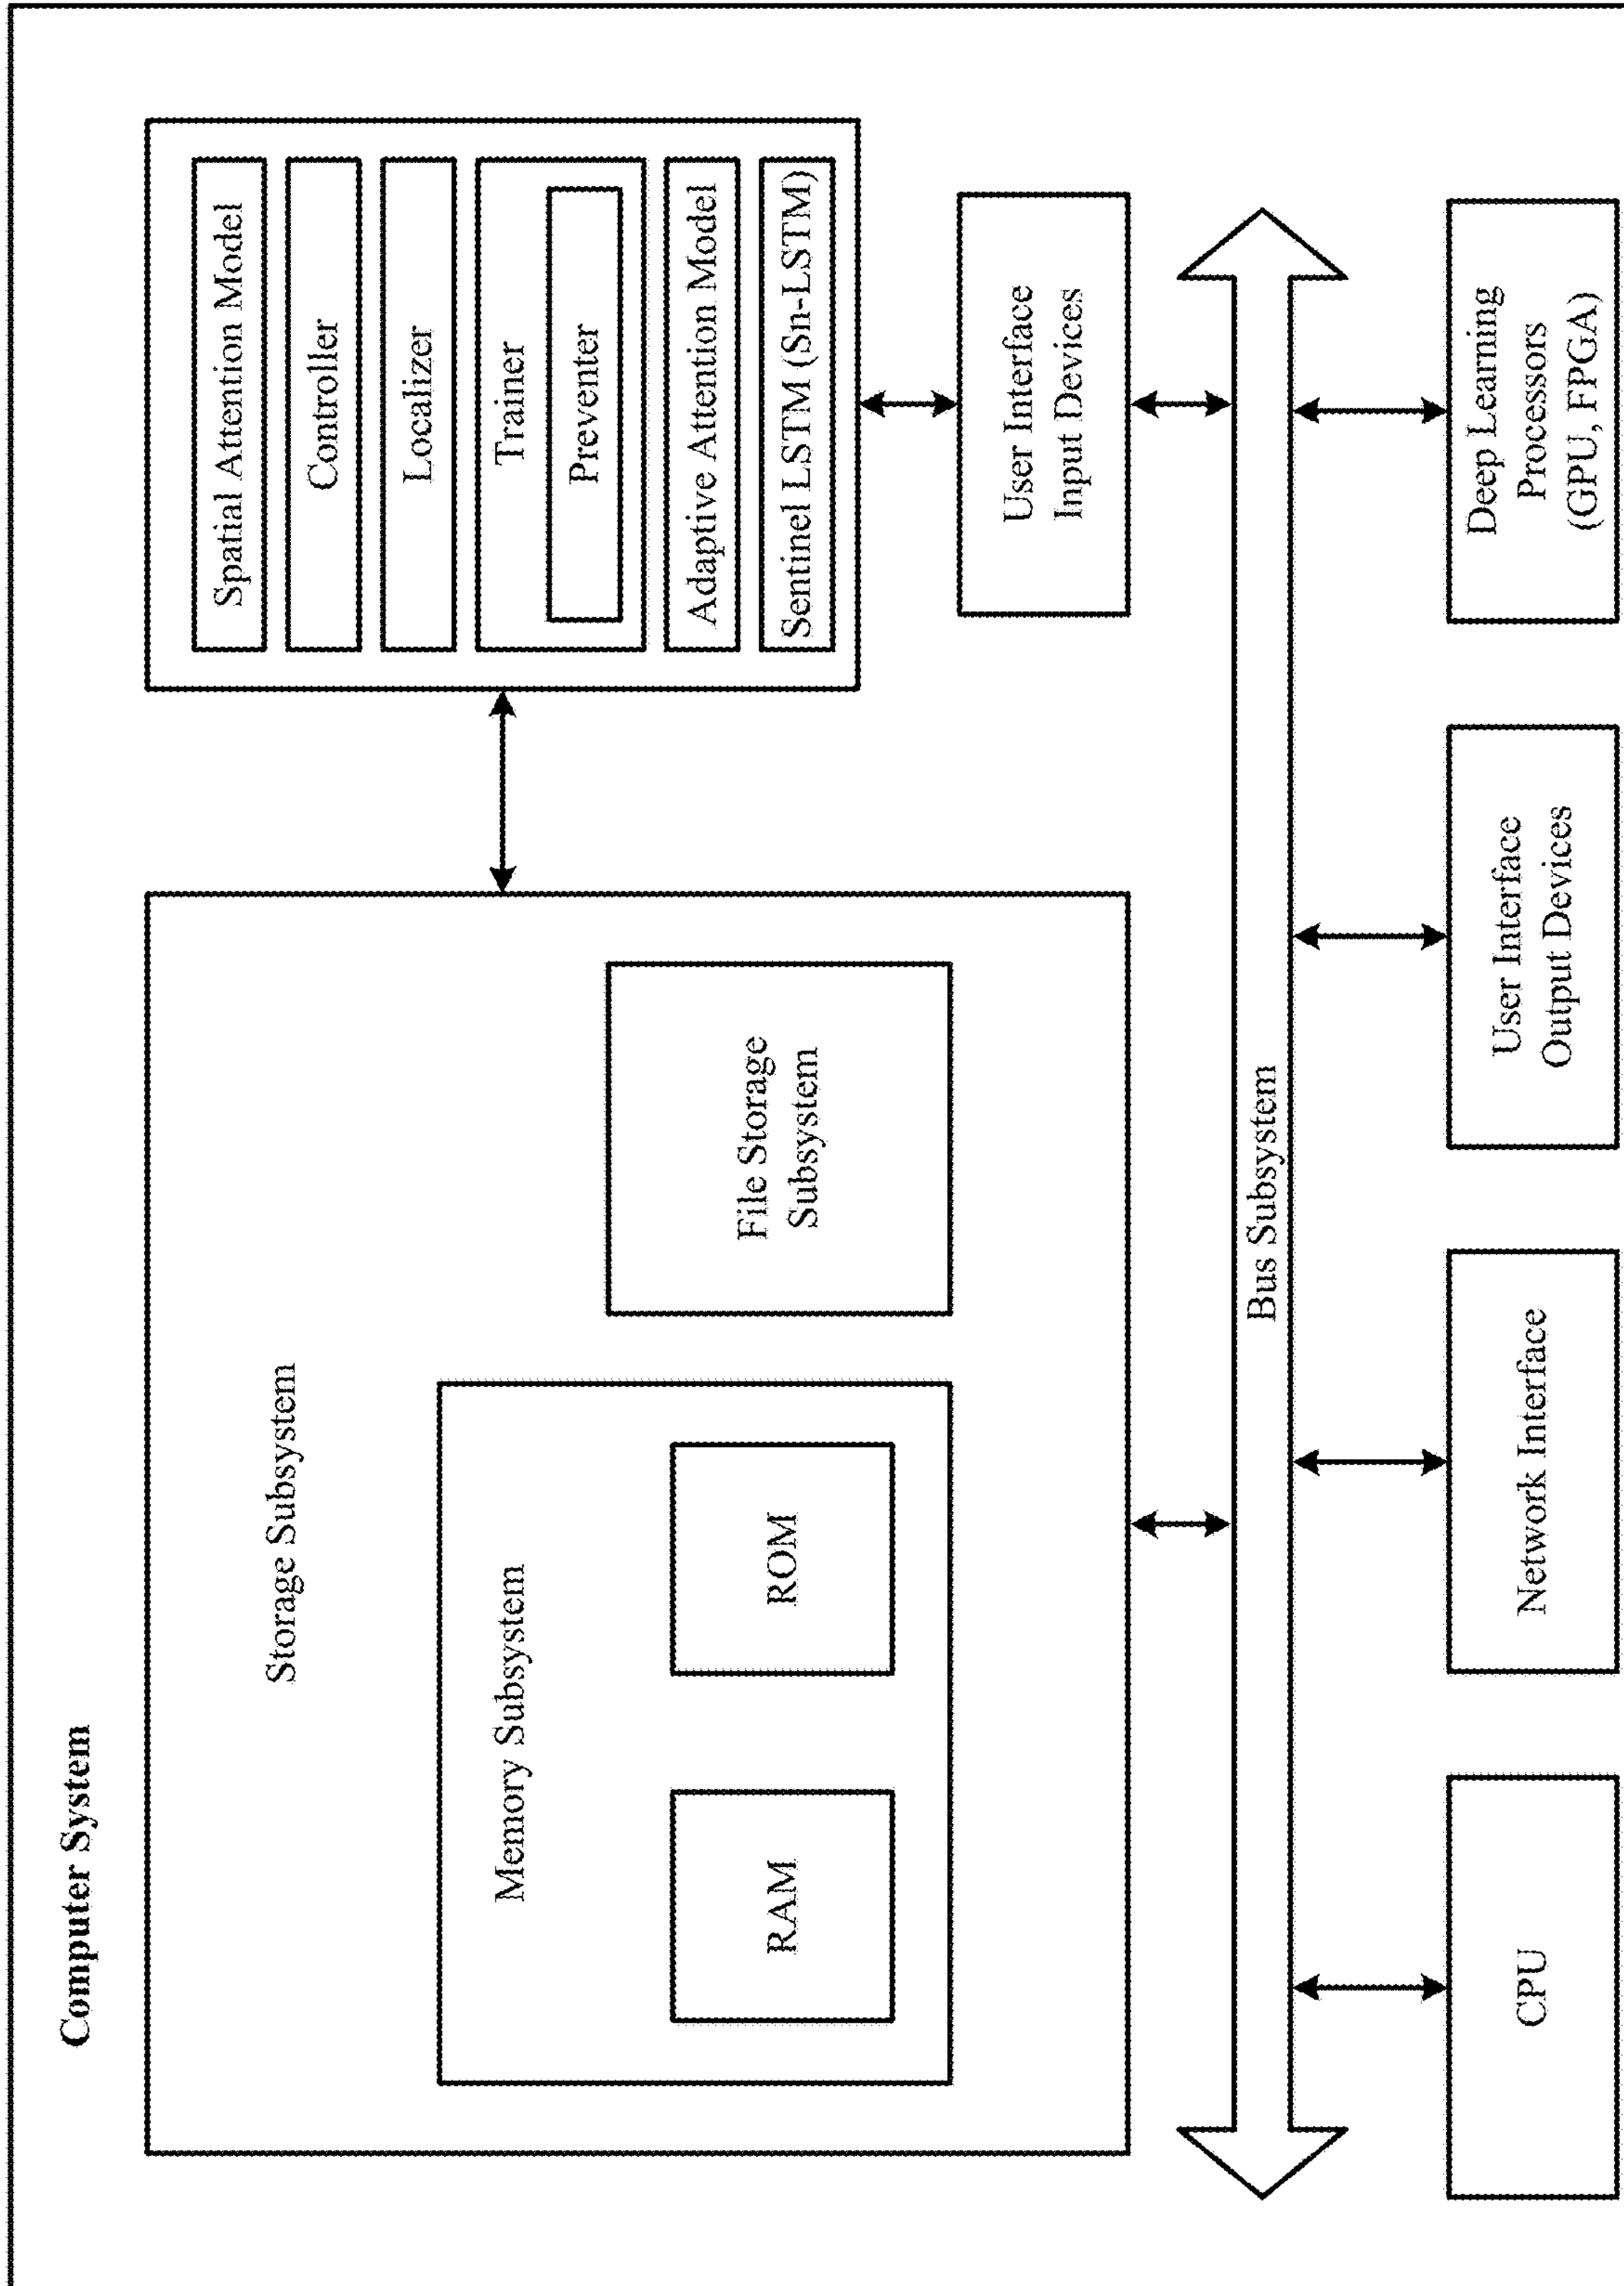 Computer System
Storage Subsystem
Memory Subsystem
RAM
ROM
File Storage
Subsystem
Spatial Attention Model
Controller
Localizer
Trainer
Preventer
Adaptive Attention Model
Sentinel LSTM (Sn-LSTM)
User Interface
Input Devices
Bus Subsystem
CPU
Network Interface
User Interface
Output Devices
Deep Learning
Processors
(GPU, FPGA)